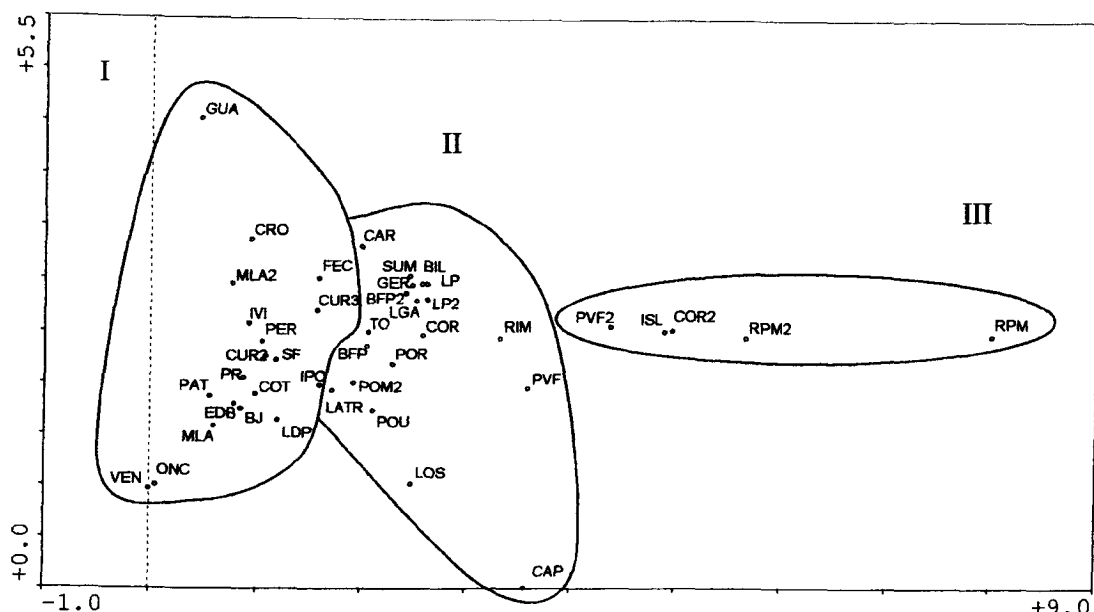 +5.5
I
GUA
II
CRO
CAR
III
MLA2
FEC
SUM
BIL
GER
LP
BFP2
CUR3
LP2
LGA
IVI
PER
TO
COR
RIM
PVF2
ISL
COR2
RPM2
RPM
CUR2
SF
BFP
POR
PR
IPO
PAT
COT
POM2
PVF
EDB
BJ
LATR
MLA
LDP
POU
VEN
ONC
LOS
CAP
+0.0
-1.0
+9.0